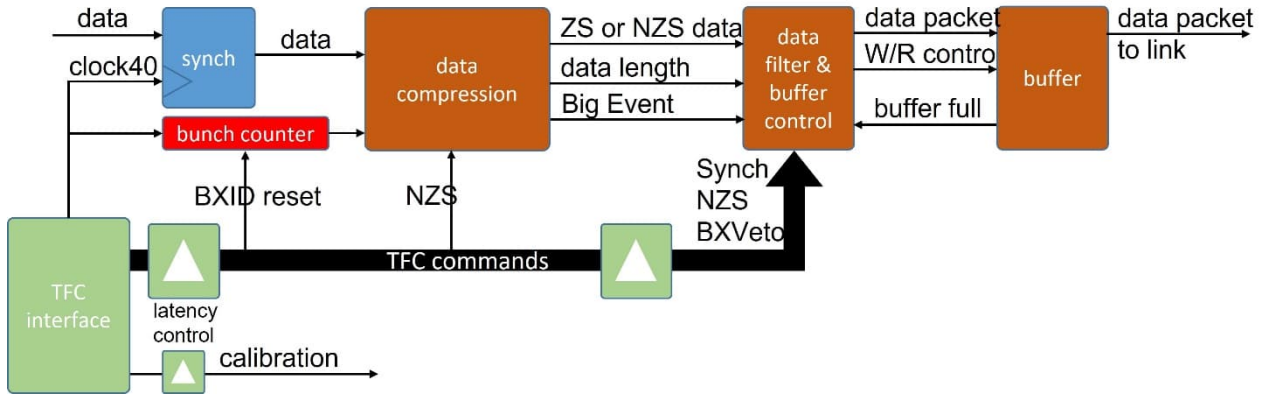 data
clock40
synch
data
bunch counter
BXID reset
data
compression
NZS
ZS or NZS data
data length
Big Event
data
filter &
buffer
control
data packet
W/R contro
buffer full
buffer
data packet
to link
Synch
NZS
BXVeto
TFC commands
TFC
interface
latency
control
calibration